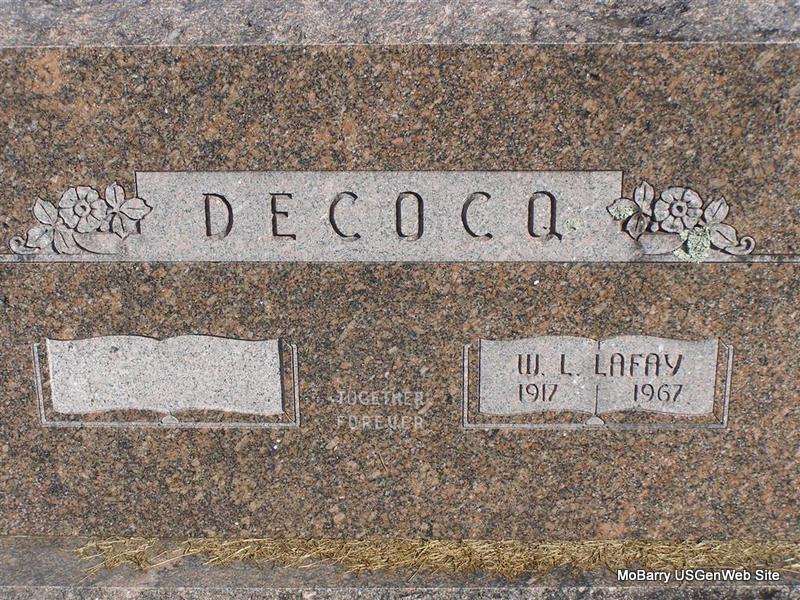 DECOCQ
W. L. LAFAY
1917 1967
TOGETHER
FOREVER
MoBarry USGenWeb Site